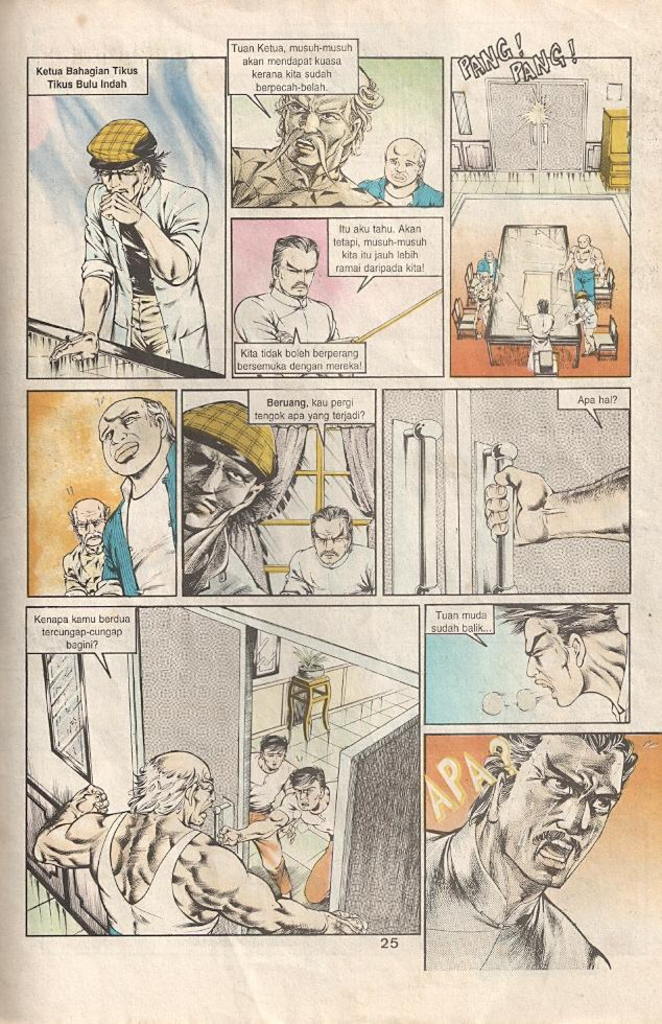 Ketua Bahagian Tikus
Tikus Bulu Indah
Tuan Ketua, musuh-musuh
akan mendapat kuasa
kerana kita sudah
berpecah-belah.
PANG!
PANG!
Itu aku tahu. Akan
tetapi, musuh-musuh
kita itu jauh lebih
ramai daripada kita!
Kita tidak boleh berperang
bersemuka dengan mereka!
Beruang, kau pergi
tengok apa yang terjadi?
Apa hal?
Kenapa kamu berdua
tercungap-cungap
bagini?
Tuan muda
sudah balik...
APA?
25